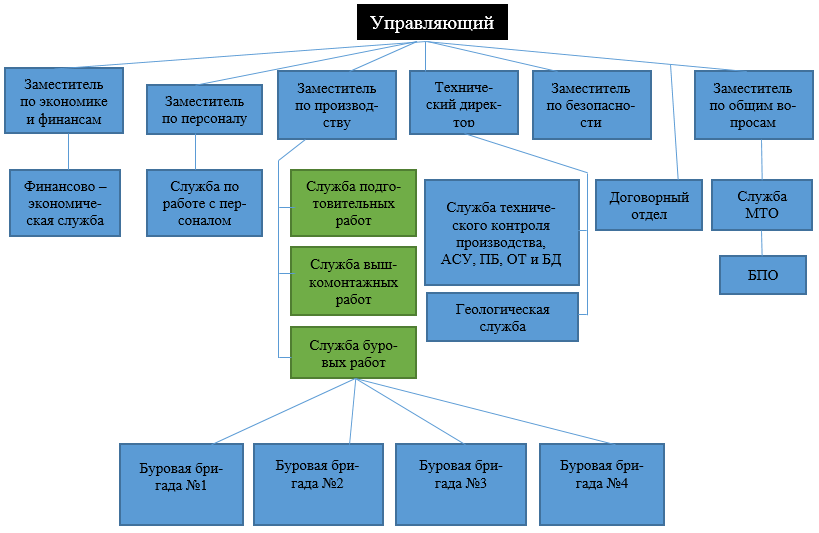 Управляющий
Заместитель
по экономике
и финансам
Заместитель
по персоналу
Заместитель
по производ-
ству
Техниче-
ский дирек-
тор
Заместитель
по безопасно-
сти
Заместитель
по общим во-
просам
Финансово –
экономиче-
ская служба
Служба по
работе с пер-
соналом
Служба подго-
товительных
работ
Служба техниче-
ского контроля
производства,
АСУ, ПБ, ОТ и БД
Договорный
отдел
Служба
МТО
Служба выш-
комонтажных
работ
БПО
Геологическая
служба
Служба буро-
вых работ
Буровая бри-
гада №1
Буровая бри-
гада №2
Буровая бри-
гада №3
Буровая бри-
гада №4